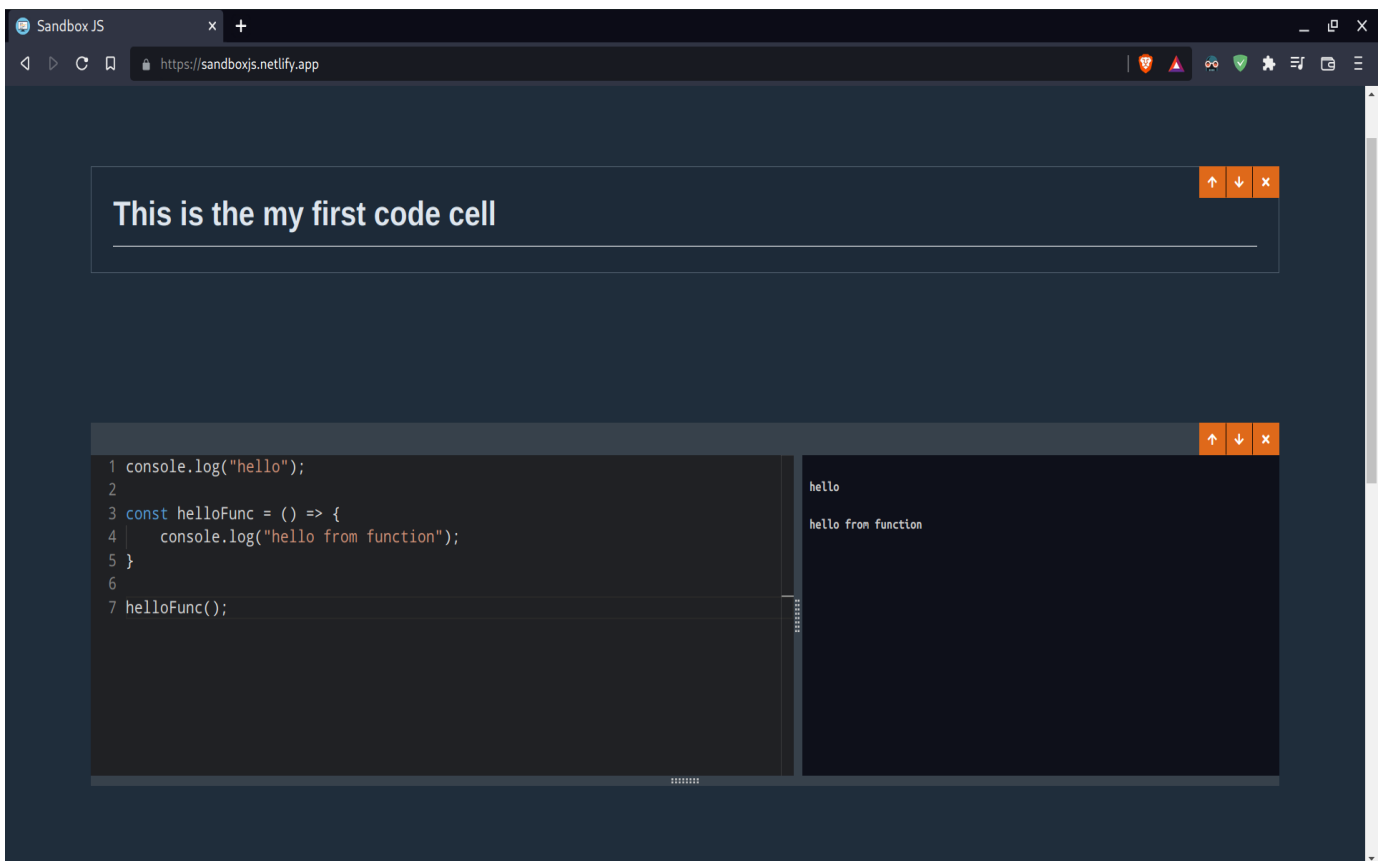 Sandbox JS
https://sandboxjs.netlify.app
This is the my first code cell
1 console.log("hello");
2
3 const helloFunc = () => {
4     console.log("hello from function");
5 }
6
7 helloFunc();
hello
hello from function